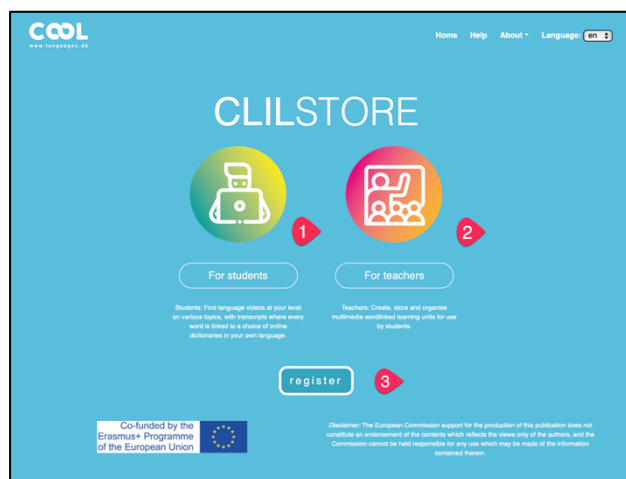 COOL
www.languages.dk
Home Help About Language: en
CLILSTORE
1
2
For students
For teachers
Students: Find language videos at your level
on various topics, with transcripts where every
word is linked to a choice of online
dictionaries in your own language.
Teachers: Create, store and organise
multimedia wordlinked learning units for use
by students.
register
3
Co-funded by the
Erasmus+ Programme
of the European Union
Disclaimer: The European Commission support for the production of this publication does not
constitute an endorsement of the contents which reflects the views only of the authors, and the
Commission cannot be held responsible for any use which may be made of the information
contained therein.